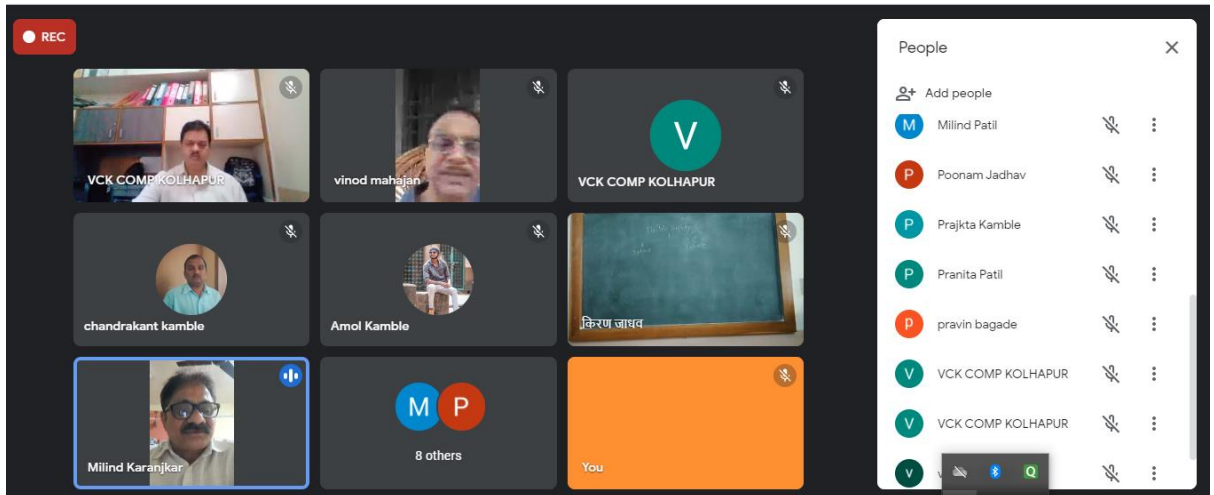 REC
VCK COMP KOLHAPUR
vinod mahajan
V
VCK COMP KOLHAPUR
chandrakant kamble
Amol Kamble
किरण जाधव
Milind Karanjkar
M P
8 others
You
People
Add people
M Milind Patil
P Poonam Jadhav
P Prajkta Kamble
P Pranita Patil
p pravin bagade
V VCK COMP KOLHAPUR
V VCK COMP KOLHAPUR
v
Q